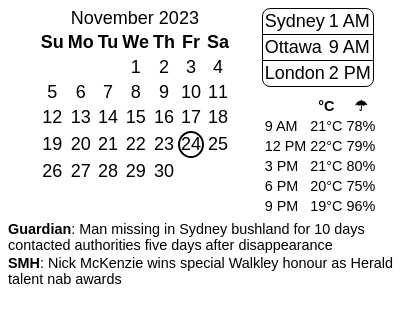 November 2023
Su Mo Tu We Th Fr Sa
1 2 3 4
5 6 7 8 9 10 11
12 13 14 15 16 17 18
19 20 21 22 23 24 25
26 27 28 29 30
Sydney 1 AM
Ottawa 9 AM
London 2 PM
°C ☂
9 AM 21°C 78%
12 PM 22°C 79%
3 PM 21°C 80%
6 PM 20°C 75%
9 PM 19°C 96%
Guardian: Man missing in Sydney bushland for 10 days
contacted authorities five days after disappearance
SMH: Nick McKenzie wins special Walkley honour as Herald
talent nab awards